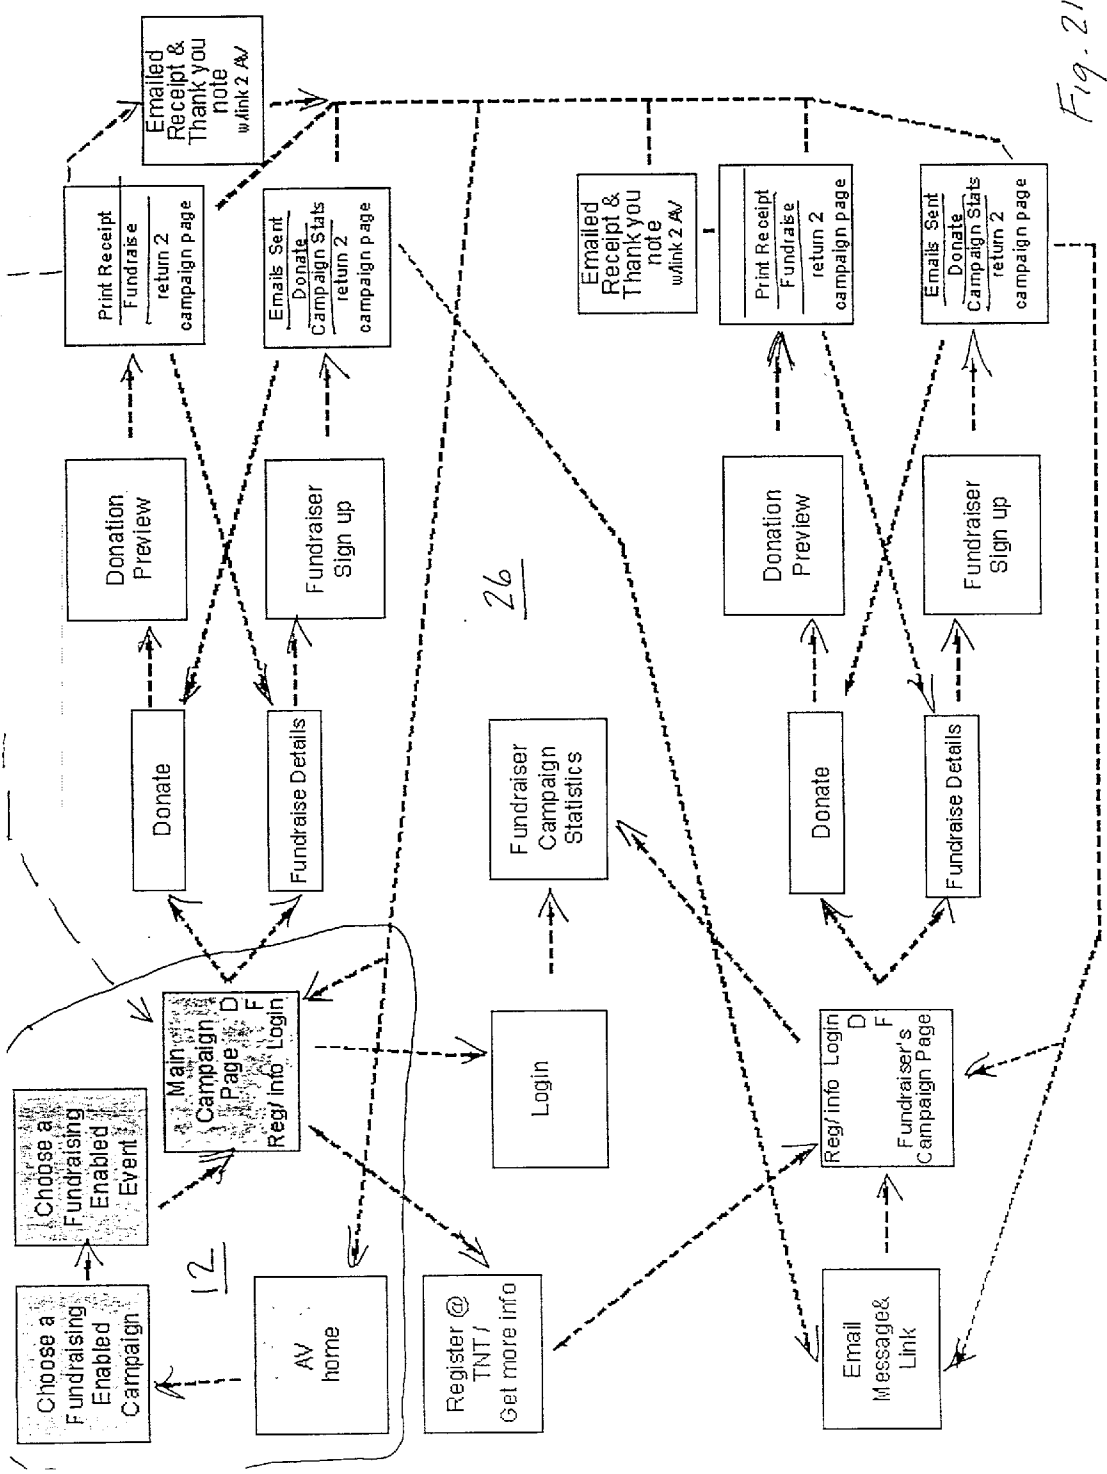 Choose a
Fundraising
Enabled
Campaign
Choose a
Fundraising
Enabled
Event
12
Main
Campaign
Page D
F
Reg/ info Login
Donate
Donation
Preview
Print Receipt
Fundraise
return 2
campaign page
Emailed
Receipt &
Thank you
note
w/link 2 AV
AV
home
Fundraise Details
Fundraiser
Sign up
Emails Sent
Donate
Campaign Stats
return 2
campaign page
Register @
TNT /
Get more info
Login
Fundraiser
Campaign
Statistics
26
Emailed
Receipt &
Thank you
note
w/link 2 AV
Email
Message&
Link
Reg/ info Login
D
F
Fundraiser's
Campaign Page
Donate
Donation
Preview
Print Receipt
Fundraise
return 2
campaign page
Fundraise Details
Fundraiser
Sign up
Emails Sent
Donate
Campaign Stats
return 2
campaign page
Fig. 21